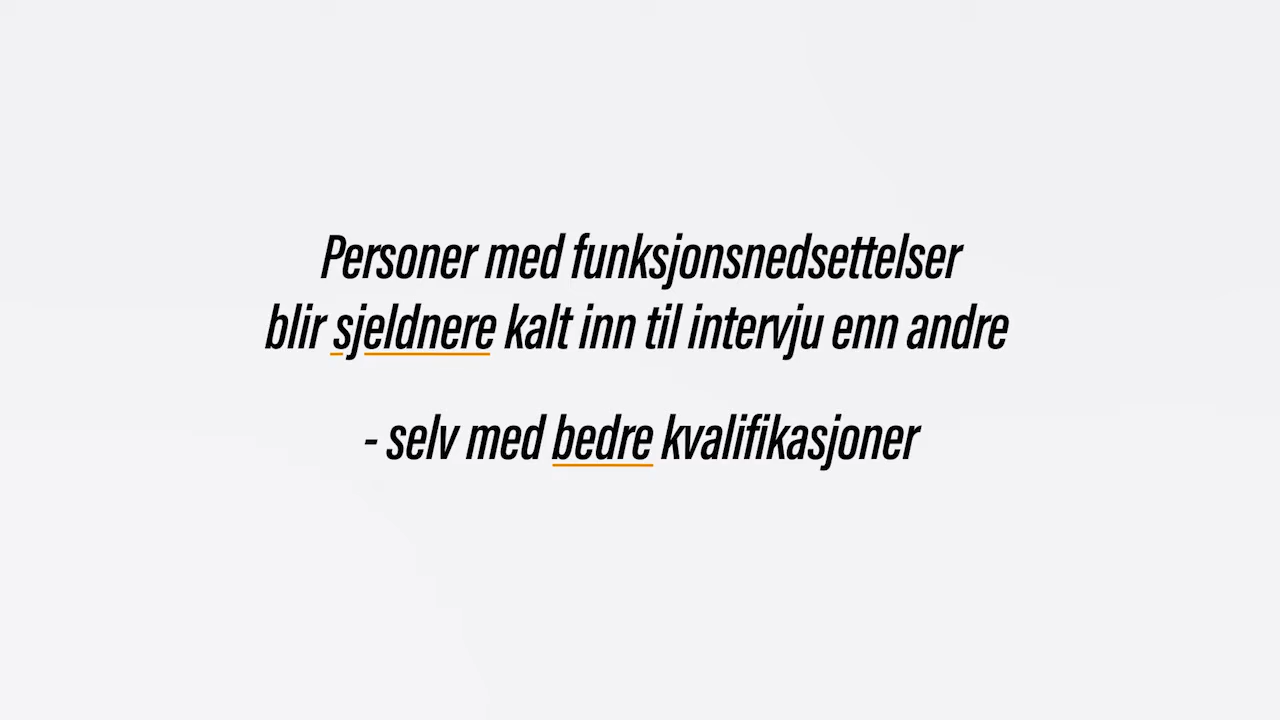 Personer med funksjonsnedsettelser
blir sjeldnere kalt inn til intervju enn andre
- selv med bedre kvalifikasjoner